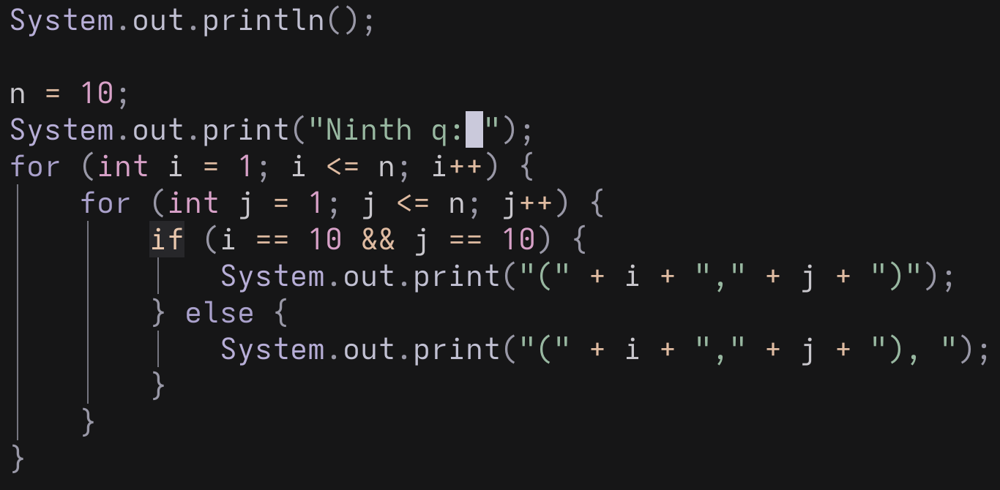 System.out.println();
n = 10;
System.out.print("Ninth q: ");
for (int i = 1; i <= n; i++) {
    for (int j = 1; j <= n; j++) {
        if (i == 10 && j == 10) {
            System.out.print("(" + i + "," + j + ")");
        } else {
            System.out.print("(" + i + "," + j + "), ");
        }
    }
}